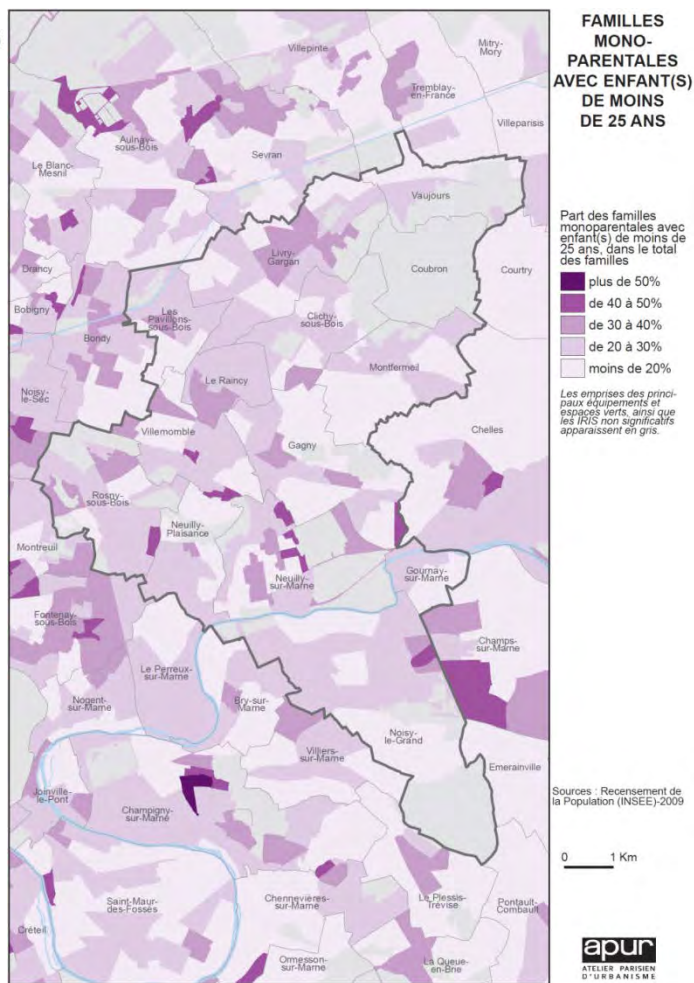 FAMILLES
MONO-
PARENTALES
AVEC ENFANT(S)
DE MOINS
DE 25 ANS
Part des familles
monoparentales avec
enfant(s) de moins de
25 ans, dans le total
des familles
plus de 50%
de 40 à 50%
de 30 à 40%
de 20 à 30%
moins de 20%
Les emprises des princi-
paux équipements et
espaces verts, ainsi que
les IRIS non significatifs
apparaissent en gris.
Villepinte
Mitry-
Mory
Tremblay-
en-France
Villeparisis
Aulnay-
sous-Bois
Sevran
Le Blanc-
Mesnil
Vaujours
Livry-
Gargan
Coubron
Courtry
Drancy
Bobigny
Les
Pavillons-
sous-Bois
Clichy-
sous-Bois
Bondy
Montfermeil
Le Raincy
Noisy-
le-Sec
Villemomble
Gagny
Chelles
Rosny-
sous-Bois
Neuilly-
Plaisance
Montreuil
Neuilly-
sur-Marne
Gournay-
sur-Marne
Fontenay-
sous-Bois
Champs-
sur-Marne
Le Perreux-
sur-Marne
Nogent-
sur-Marne
Bry-sur-
Marne
Noisy-
le-Grand
Villiers-
sur-Marne
Emerainville
Joinville-
le-Pont
Champigny-
sur-Marne
Saint-Maur-
des-Fossés
Chennevières-
sur-Marne
Le Plessis-
Trévise
Pontault-
Combault
Créteil
Ormesson-
sur-Marne
La Queue-
en-Brie
Sources : Recensement de
la Population (INSEE)-2009
0 1 Km
apur
ATELIER PARISIEN
D'URBANISME